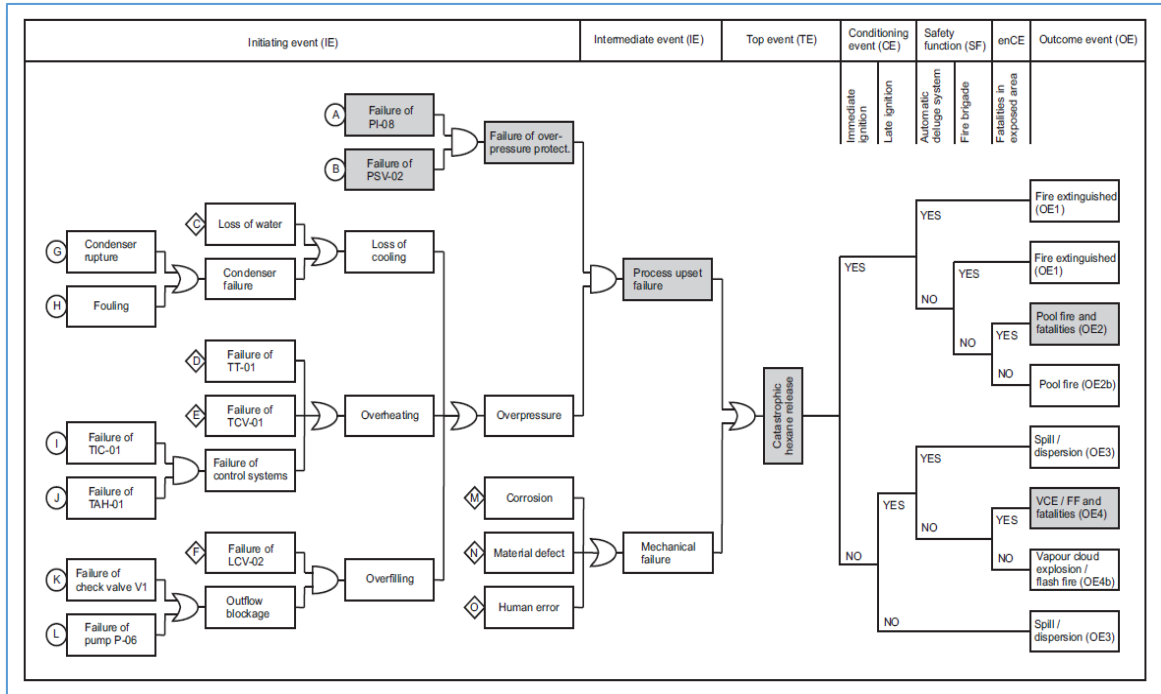 Initiating event (IE)
Intermediate event (IE)
Top event (TE)
Conditioning
event (CE)
Safety
function (SF)
enCE
Outcome event (OE)
Immediate
ignition
Late ignition
Automatic
deluge system
Fire brigade
Fatalities in
exposed area
A
Failure of
PI-08
B
Failure of
PSV-02
Failure of over-
pressure protect.
C
Loss of water
G
Condenser
rupture
H
Fouling
Condenser
failure
Loss of
cooling
D
Failure of
TT-01
E
Failure of
TCV-01
I
Failure of
TIC-01
J
Failure of
TAH-01
Failure of
control systems
Overheating
Overpressure
F
Failure of
LCV-02
K
Failure of
check valve V1
L
Failure of
pump P-06
Outflow
blockage
Overfilling
M
Corrosion
N
Material defect
O
Human error
Mechanical
failure
Process upset
failure
Catastrophic
hexane release
YES
NO
YES
NO
YES
NO
YES
NO
YES
NO
YES
NO
YES
NO
Fire extinguished
(OE1)
Fire extinguished
(OE1)
Pool fire and
fatalities (OE2)
Pool fire (OE2b)
Spill /
dispersion (OE3)
VCE / FF and
fatalities (OE4)
Vapour cloud
explosion /
flash fire (OE4b)
Spill /
dispersion (OE3)